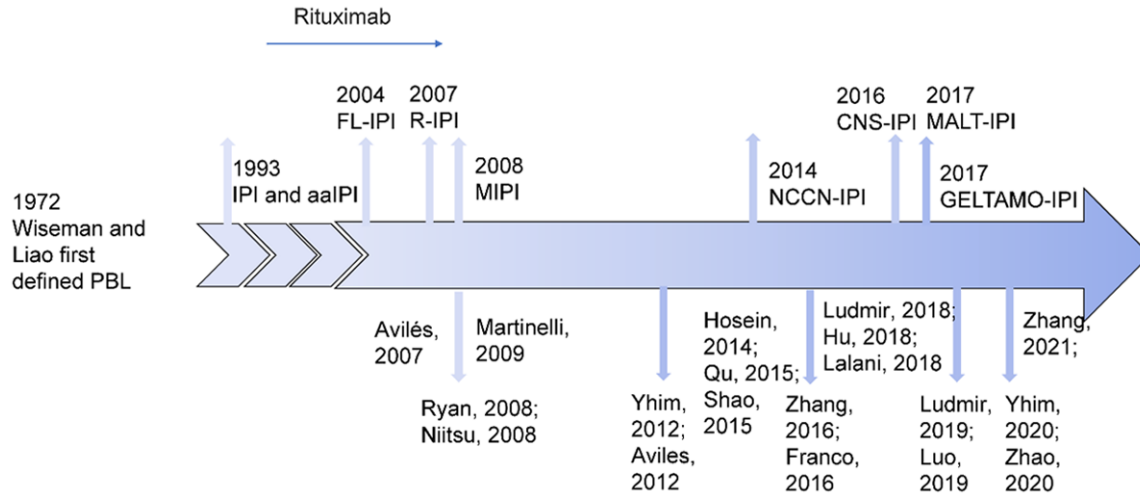 Rituximab
2004
FL-IPI
2007
R-IPI
2016
CNS-IPI
2017
MALT-IPI
1993
IPI and aaIPI
2008
MIPI
2014
NCCN-IPI
2017
GELTAMO-IPI
1972
Wiseman and
Liao first
defined PBL
Avilés,
2007
Martinelli,
2009
Ryan, 2008;
Niitsu, 2008
Yhim,
2012;
Aviles,
2012
Hosein,
2014;
Qu, 2015;
Shao,
2015
Zhang,
2016;
Franco,
2016
Ludmir, 2018;
Hu, 2018;
Lalani, 2018
Ludmir,
2019;
Luo,
2019
Zhang,
2021;
Yhim,
2020;
Zhao,
2020